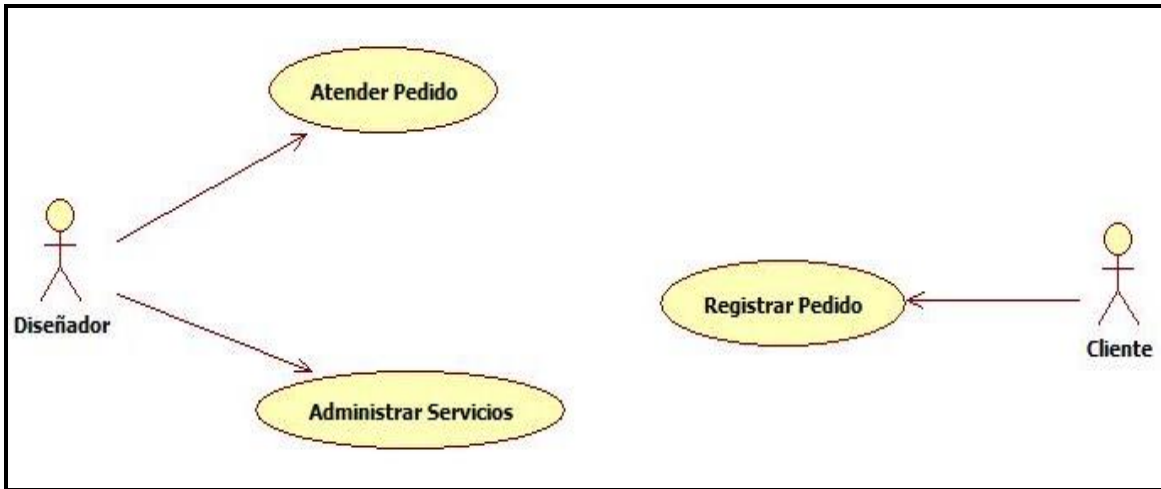 Atender Pedido
Diseñador
Registrar Pedido
Cliente
Administrar Servicios